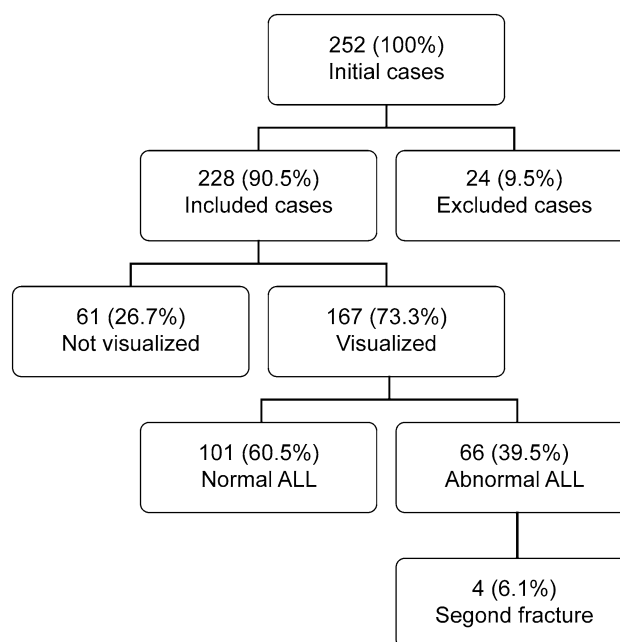 252 (100%)
Initial cases
228 (90.5%)
Included cases
24 (9.5%)
Excluded cases
61 (26.7%)
Not visualized
167 (73.3%)
Visualized
101 (60.5%)
Normal ALL
66 (39.5%)
Abnormal ALL
4 (6.1%)
Segond fracture